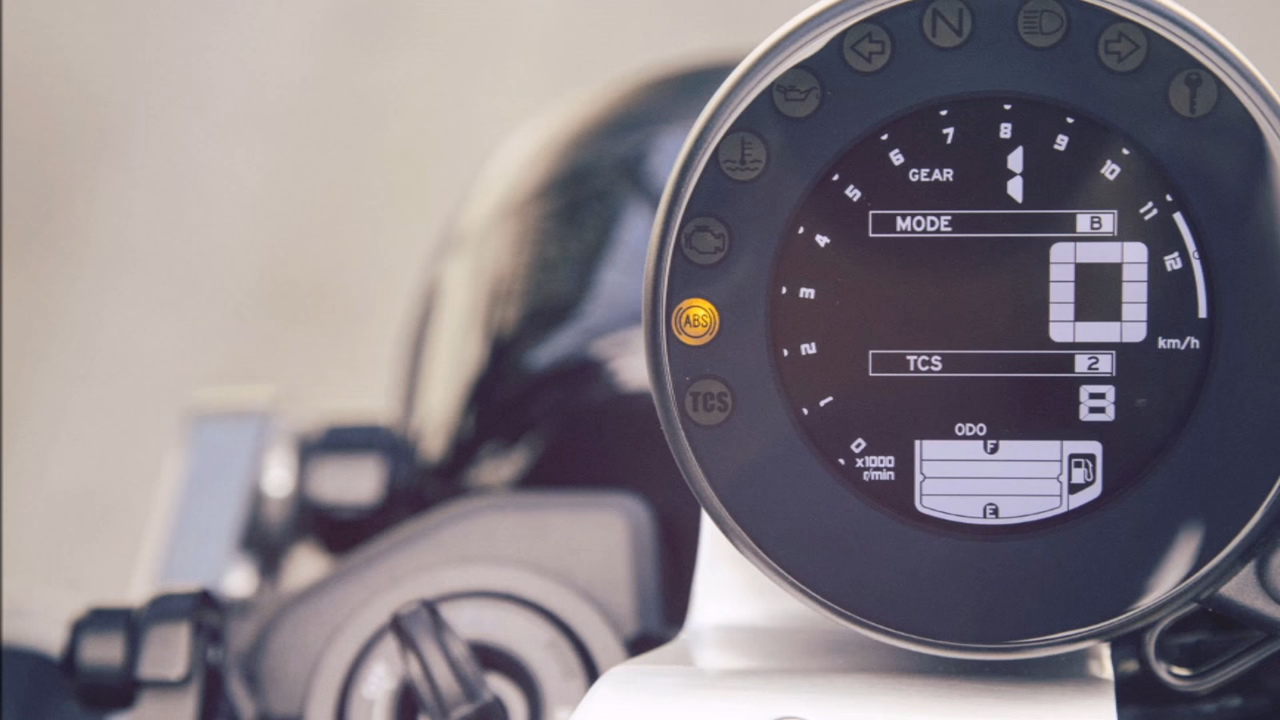 N
7 8 9
6 10
GEAR 1
5 11
MODE B
4 12
0
3
km/h
ABS
2 TCS 2
TCS 8
1
ODO
0 F
x1000
r/min
E